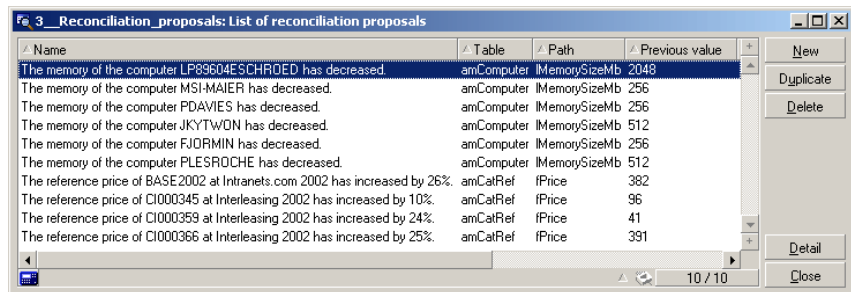 3__Reconciliation_proposals: List of reconciliation proposals
Name Table Path Previous value
The memory of the computer LP89604ESCHROED has decreased. amComputer lMemorySizeMb 2048
The memory of the computer MSI-MAIER has decreased. amComputer lMemorySizeMb 256
The memory of the computer PDAVIES has decreased. amComputer lMemorySizeMb 256
The memory of the computer JKYTWON has decreased. amComputer lMemorySizeMb 512
The memory of the computer FJORMIN has decreased. amComputer lMemorySizeMb 256
The memory of the computer PLESROCHE has decreased. amComputer lMemorySizeMb 512
The reference price of BASE2002 at Intranets.com 2002 has increased by 26%. amCatRef fPrice 382
The reference price of CI000345 at Interleasing 2002 has increased by 10%. amCatRef fPrice 96
The reference price of CI000359 at Interleasing 2002 has increased by 24%. amCatRef fPrice 41
The reference price of CI000366 at Interleasing 2002 has increased by 25%. amCatRef fPrice 391
10 / 10
New
Duplicate
Delete
Detail
Close